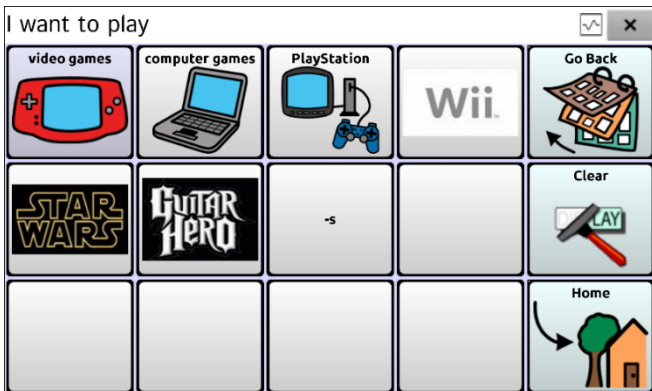 I want to play
video games
computer games
PlayStation
Wii
Go Back
STAR
WARS
GUITAR
HERO
-s
Clear
DISPLAY
Home